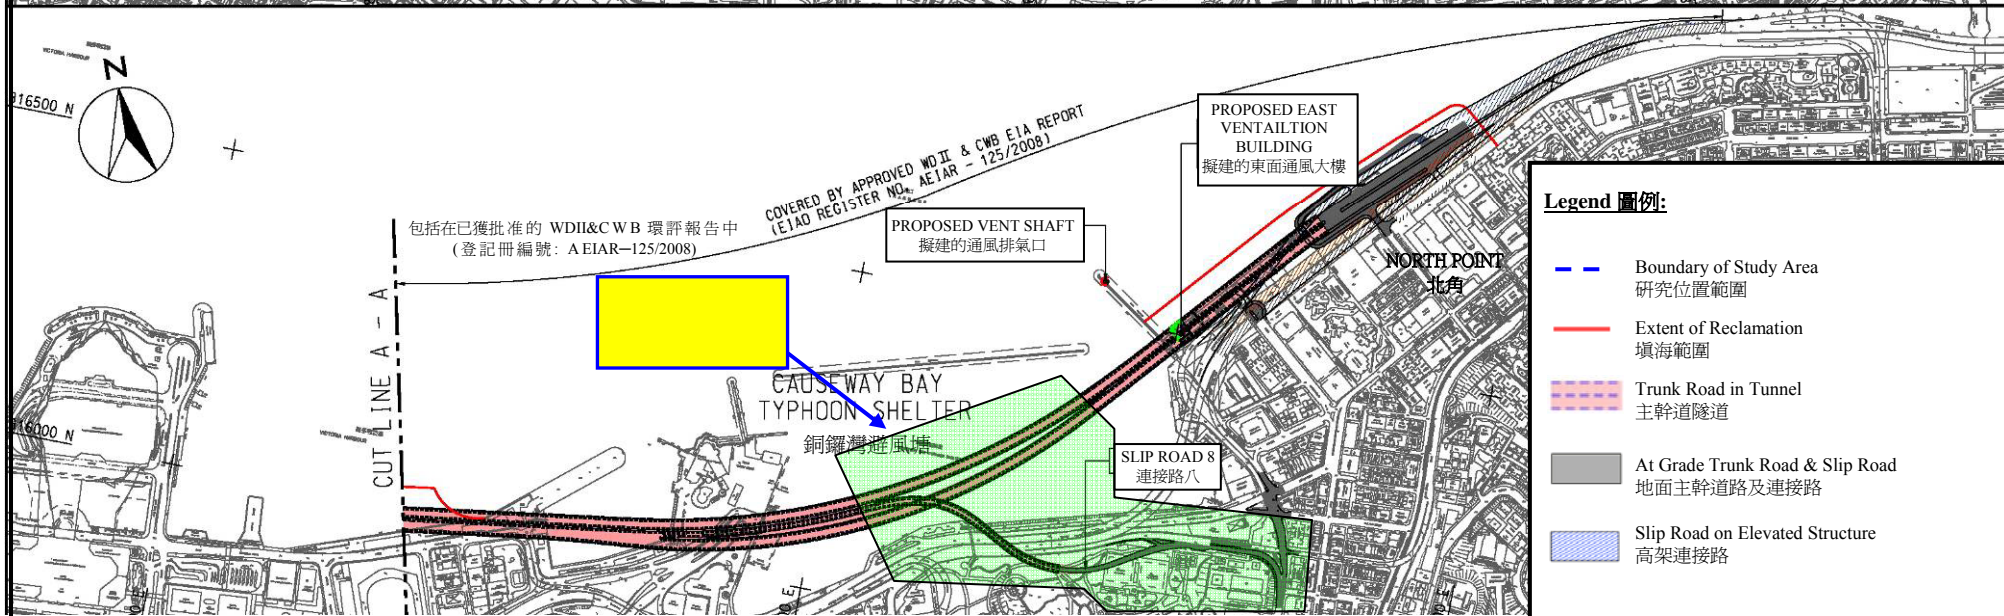 N
VICTORIA HARBOUR
816500 N
COVERED BY APPROVED WDII & CWB EIA REPORT
(EIAO REGISTER NO. AEIAR - 125/2008)
包括在已獲批准的 WDII&CWB 環評報告中
(登記冊編號: AEIAR－125/2008)
PROPOSED EAST
VENTAILTION
BUILDING
擬建的東面通風大樓
PROPOSED VENT SHAFT
擬建的通風排氣口
NORTH POINT
北角
CUT LINE A - A
CAUSEWAY BAY
TYPHOON SHELTER
銅鑼灣避風塘
816000 N
VICTORIA HARBOUR
SLIP ROAD 8
連接路八
Legend 圖例:
Boundary of Study Area
研究位置範圍
Extent of Reclamation
填海範圍
Trunk Road in Tunnel
主幹道隧道
At Grade Trunk Road & Slip Road
地面主幹道路及連接路
Slip Road on Elevated Structure
高架連接路